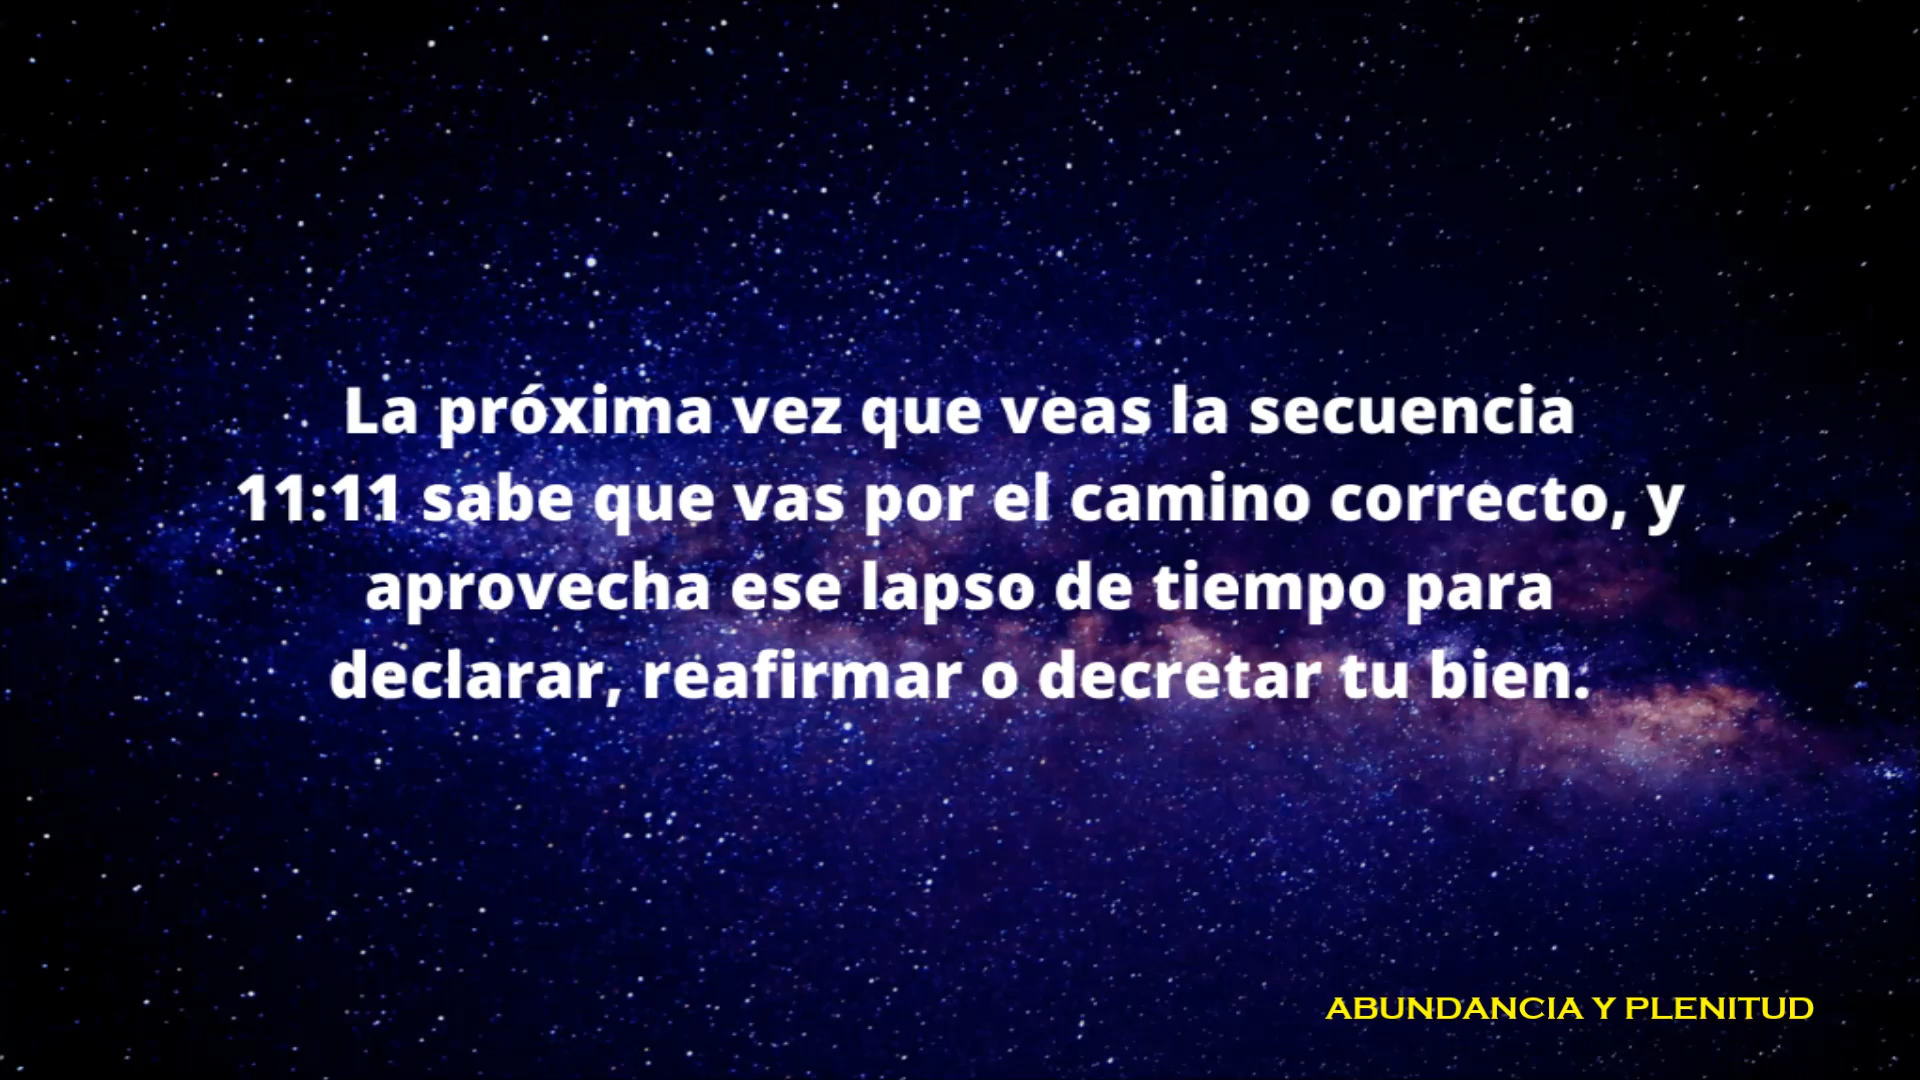 La próxima vez que veas la secuencia
11:11 sabe que vas por el camino correcto, y
aprovecha ese lapso de tiempo para
declarar, reafirmar o decretar tu bien.
ABUNDANCIA Y PLENITUD